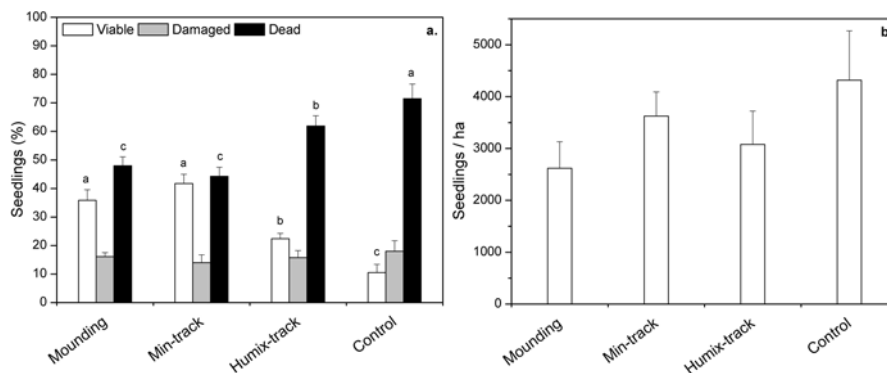 Viable Damaged Dead
a.
100
90
80
70
60
50
40
30
20
10
0
Seedlings (%)
a c a c b b c a
Mounding Min-track Humix-track Control
b
5000
4000
3000
2000
1000
0
Seedlings / ha
Mounding Min-track Humix-track Control